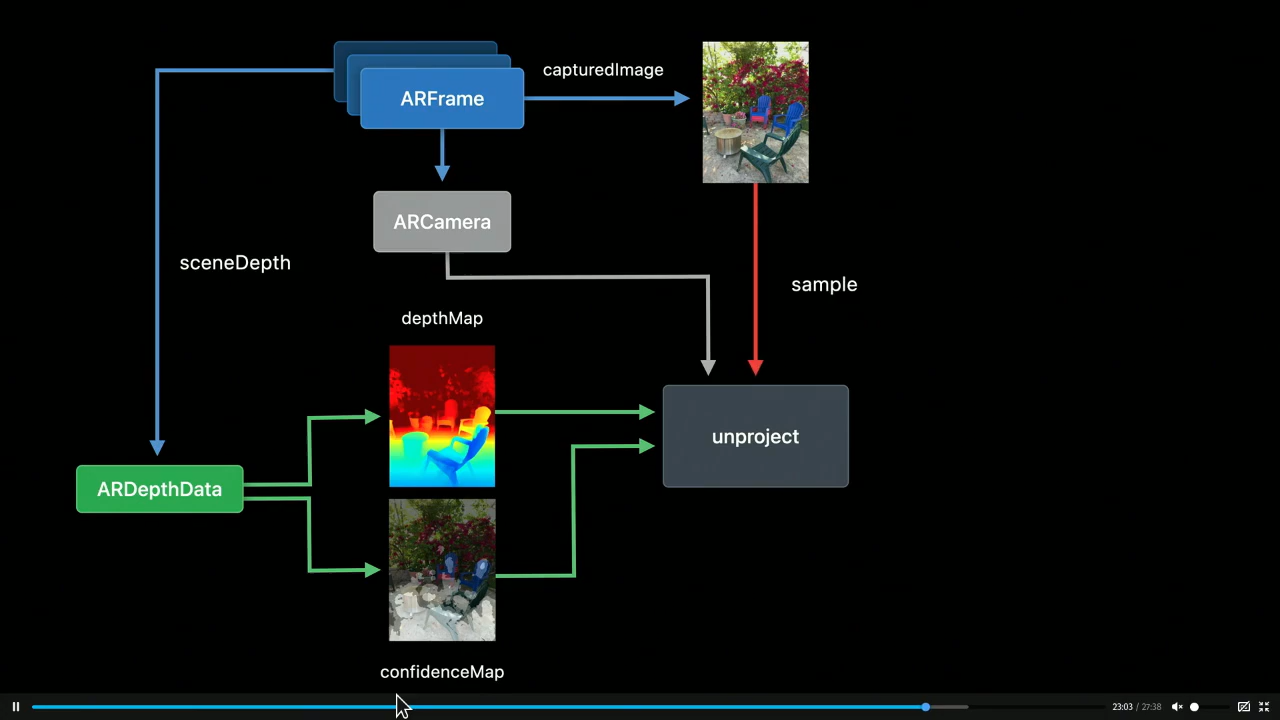 ARFrame
capturedImage
ARCamera
sceneDepth
sample
depthMap
unproject
ARDepthData
confidenceMap
23:03 / 27:38